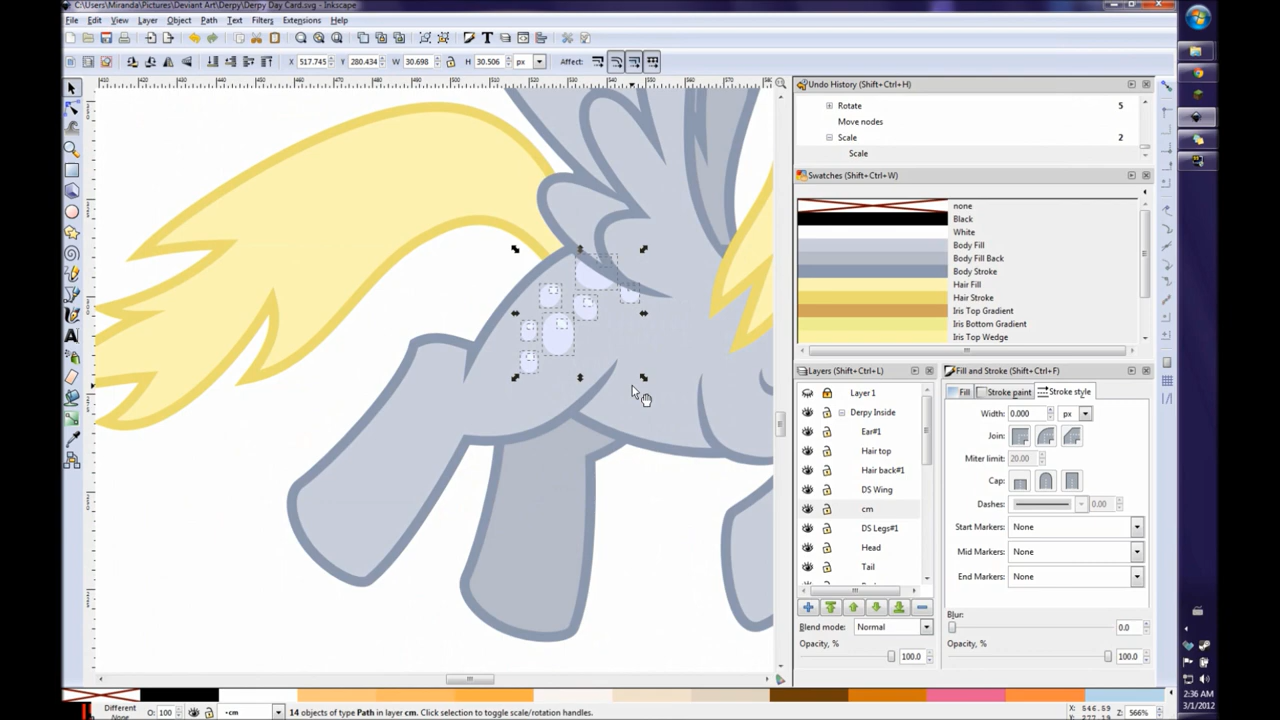 C:\Users\Miranda\Pictures\Deviant Art\Derpy\Derpy Day Card.svg - Inkscape
File Edit View Layer Object Path Text Filters Extensions Help
X 517.745 Y 280.434 W 30.698 H 30.506 px Affect:
Undo History (Shift+Ctrl+H)
Rotate 5
Move nodes
Scale 2
Scale
Swatches (Shift+Ctrl+W)
none
Black
White
Body Fill
Body Fill Back
Body Stroke
Hair Fill
Hair Stroke
Iris Top Gradient
Iris Bottom Gradient
Iris Top Wedge
Layers (Shift+Ctrl+L)
Layer 1
Derpy Inside
Ear#1
Hair top
Hair back#1
DS Wing
cm
DS Legs#1
Head
Tail
Blend mode: Normal
Opacity, % 100.0
Fill and Stroke (Shift+Ctrl+F)
Fill Stroke paint Stroke style
Width: 0.000 px
Join:
Miter limit: 20.00
Cap:
Dashes: 0.00
Start Markers: None
Mid Markers: None
End Markers: None
Blur:
0.0
Opacity, %
100.0
Different
None
O: 100 -cm 14 objects of type Path in layer cm. Click selection to toggle scale/rotation handles.
X: 546.59
Z: 566%
2:36 AM
3/1/2012